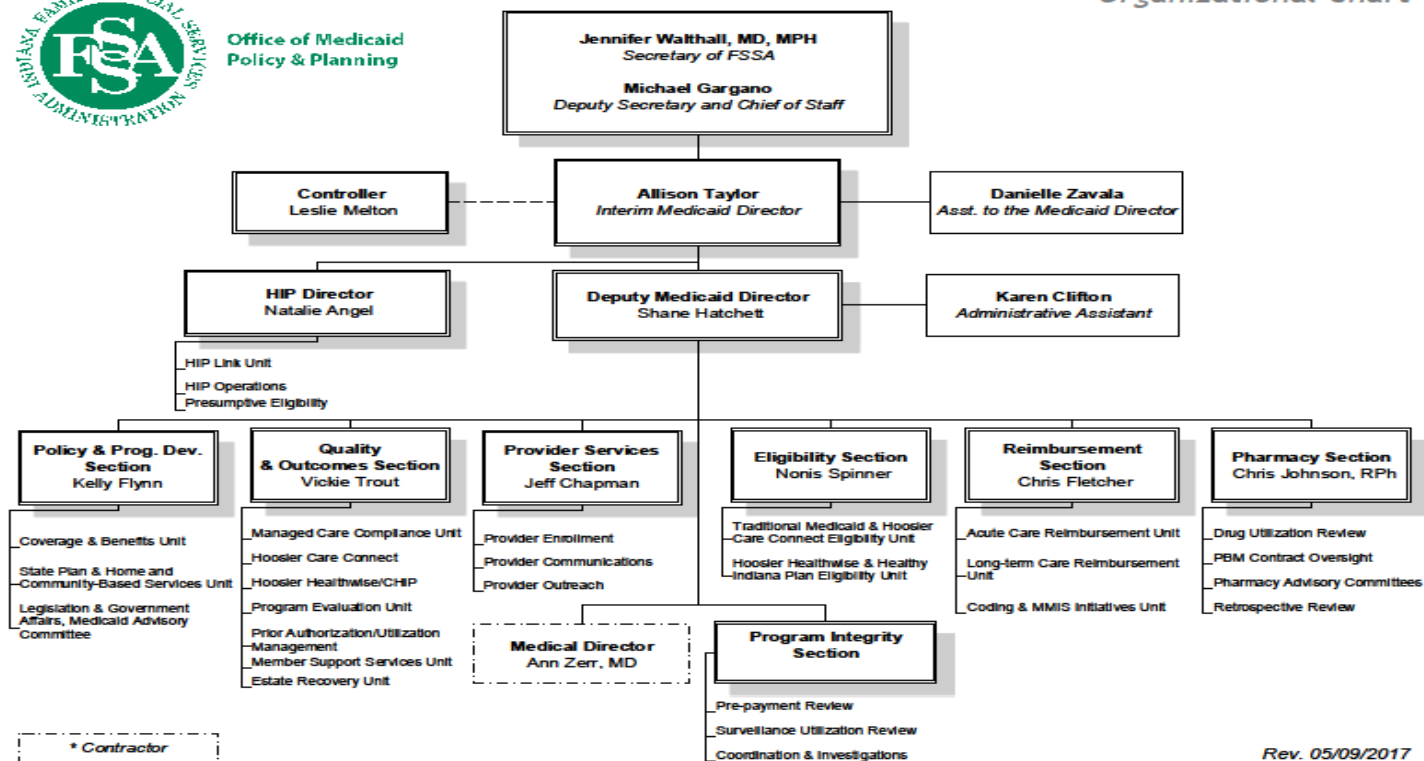 Organizational Chart
INDIANA FAMILY SOCIAL SERVICES ADMINISTRATION
FSSA
Office of Medicaid
Policy & Planning
Jennifer Walthall, MD, MPH
Secretary of FSSA
Michael Gargano
Deputy Secretary and Chief of Staff
Controller
Leslie Melton
Allison Taylor
Interim Medicaid Director
Danielle Zavala
Asst. to the Medicaid Director
HIP Director
Natalie Angel
Deputy Medicaid Director
Shane Hatchett
Karen Clifton
Administrative Assistant
HIP Link Unit
HIP Operations
Presumptive Eligibility
Policy & Prog. Dev.
Section
Kelly Flynn
Coverage & Benefits Unit
State Plan & Home and
Community-Based Services Unit
Legislation & Government
Affairs, Medicaid Advisory
Committee
Quality
& Outcomes Section
Vickie Trout
Managed Care Compliance Unit
Hoosier Care Connect
Hoosier Healthwise/CHIP
Program Evaluation Unit
Prior Authorization/Utilization
Management
Member Support Services Unit
Estate Recovery Unit
Provider Services
Section
Jeff Chapman
Provider Enrollment
Provider Communications
Provider Outreach
Eligibility Section
Nonis Spinner
Traditional Medicaid & Hoosier
Care Connect Eligibility Unit
Hoosier Healthwise & Healthy
Indiana Plan Eligibility Unit
Reimbursement
Section
Chris Fletcher
Acute Care Reimbursement Unit
Long-term Care Reimbursement
Unit
Coding & MMIS Initiatives Unit
Pharmacy Section
Chris Johnson, RPh
Drug Utilization Review
PBM Contract Oversight
Pharmacy Advisory Committees
Retrospective Review
Medical Director
Ann Zerr, MD
Program Integrity
Section
Pre-payment Review
Surveillance Utilization Review
Coordination & Investigations
* Contractor
Rev. 05/09/2017